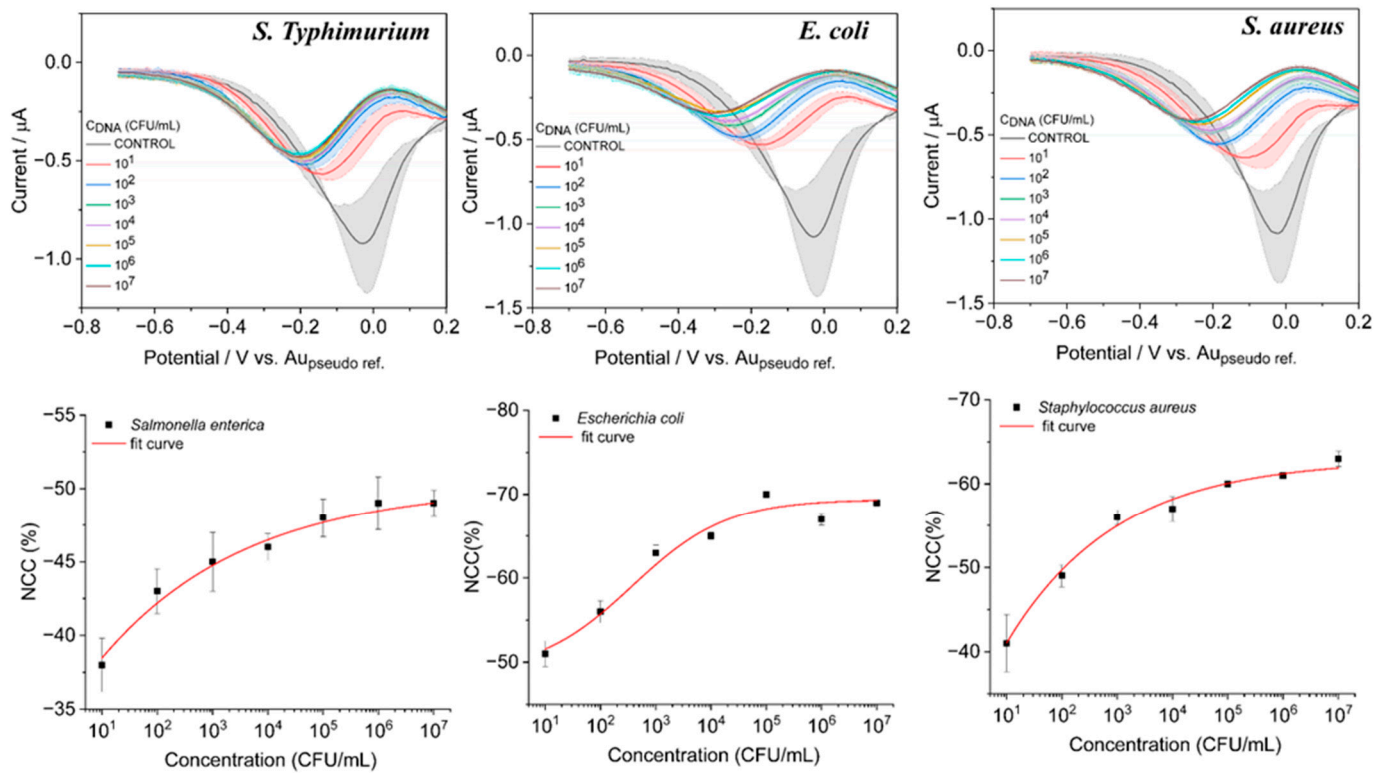 S. Typhimurium
0.0
−0.5
−1.0
Current / μA
CDNA (CFU/mL)
CONTROL
10¹
10²
10³
10⁴
10⁵
10⁶
10⁷
−0.8 −0.6 −0.4 −0.2 0.0 0.2
Potential / V vs. Aupseudo ref.
E. coli
0.0
−0.5
−1.0
−1.5
Current / μA
CDNA (CFU/mL)
CONTROL
10¹
10²
10³
10⁴
10⁵
10⁶
10⁷
−0.8 −0.6 −0.4 −0.2 0.0 0.2
Potential / V vs. Aupseudo ref.
S. aureus
0.0
−0.5
−1.0
−1.5
Current / μA
CDNA (CFU/mL)
CONTROL
10¹
10²
10³
10⁴
10⁵
10⁶
10⁷
−0.8 −0.6 −0.4 −0.2 0.0 0.2
Potential / V vs. Aupseudo ref.
−55
−50
−45
−40
−35
NCC (%)
Salmonella enterica
fit curve
10¹ 10² 10³ 10⁴ 10⁵ 10⁶ 10⁷
Concentration (CFU/mL)
−80
−70
−60
−50
NCC(%)
Escherichia coli
fit curve
10¹ 10² 10³ 10⁴ 10⁵ 10⁶ 10⁷
Concentration (CFU/mL)
−70
−60
−50
−40
NCC(%)
Staphylococcus aureus
fit curve
10¹ 10² 10³ 10⁴ 10⁵ 10⁶ 10⁷
Concentration (CFU/mL)